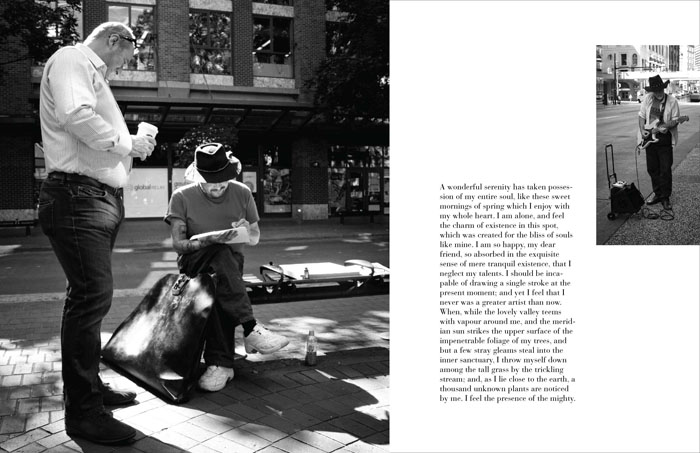 global RELIEF
A wonderful serenity has taken posses-
sion of my entire soul, like these sweet
mornings of spring which I enjoy with
my whole heart. I am alone, and feel
the charm of existence in this spot,
which was created for the bliss of souls
like mine. I am so happy, my dear
friend, so absorbed in the exquisite
sense of mere tranquil existence, that I
neglect my talents. I should be inca-
pable of drawing a single stroke at the
present moment; and yet I feel that I
never was a greater artist than now.
When, while the lovely valley teems
with vapour around me, and the merid-
ian sun strikes the upper surface of the
impenetrable foliage of my trees, and
but a few stray gleams steal into the
inner sanctuary, I throw myself down
among the tall grass by the trickling
stream; and, as I lie close to the earth, a
thousand unknown plants are noticed
by me. I feel the presence of the mighty.